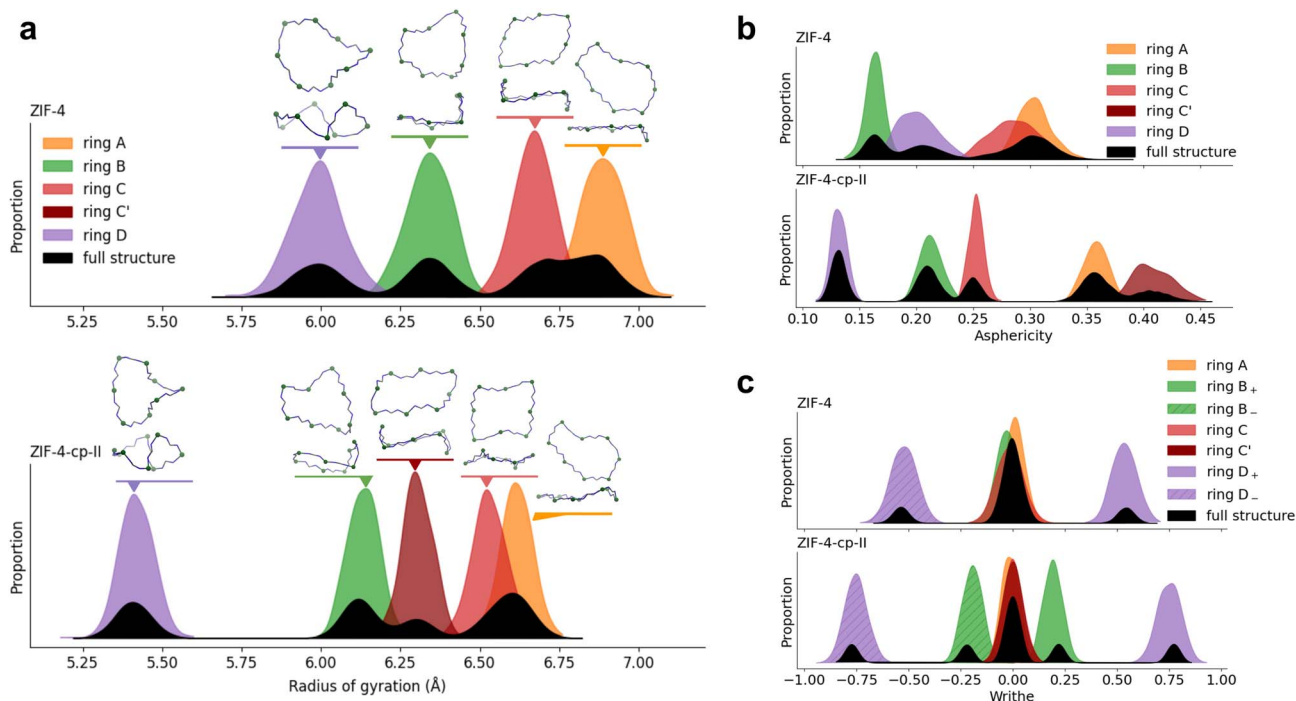 a
ZIF-4
ring A
ring B
ring C
ring C'
ring D
full structure
Proportion
5.25 5.50 5.75 6.00 6.25 6.50 6.75 7.00
ZIF-4-cp-II
Proportion
5.25 5.50 5.75 6.00 6.25 6.50 6.75 7.00
Radius of gyration (Å)
b
ZIF-4
ring A
ring B
ring C
ring C'
ring D
full structure
Proportion
ZIF-4-cp-II
Proportion
0.10 0.15 0.20 0.25 0.30 0.35 0.40 0.45
Asphericity
c
ZIF-4
ring A
ring B+
ring B−
ring C
ring C'
ring D+
ring D−
full structure
Proportion
ZIF-4-cp-II
Proportion
−1.00 −0.75 −0.50 −0.25 0.00 0.25 0.50 0.75 1.00
Writhe